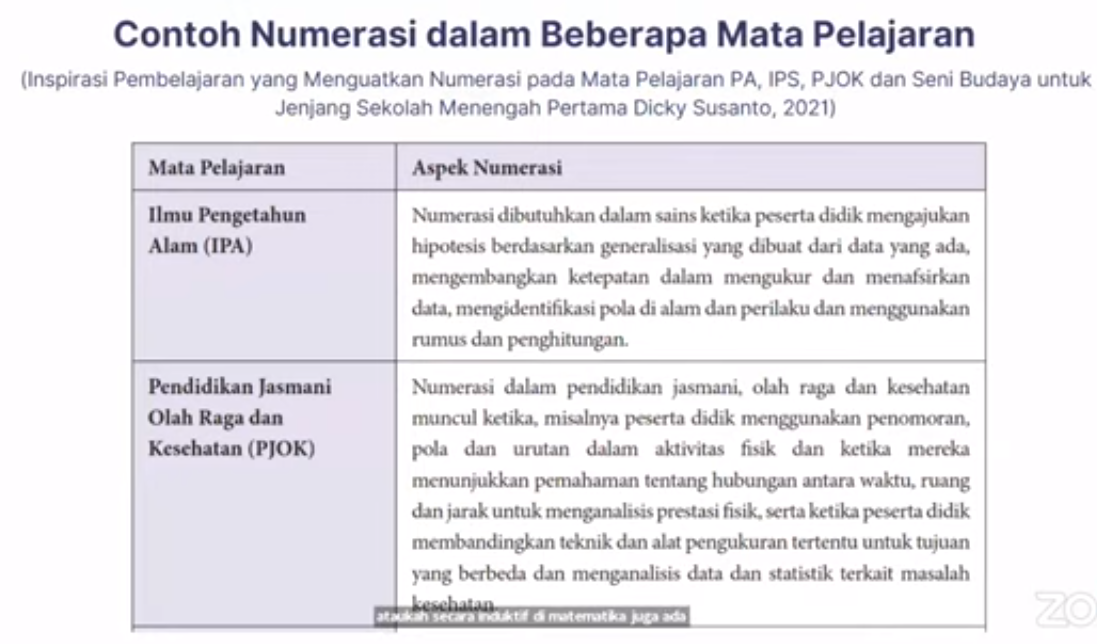 Contoh Numerasi dalam Beberapa Mata Pelajaran
(Inspirasi Pembelajaran yang Menguatkan Numerasi pada Mata Pelajaran PA, IPS, PJOK dan Seni Budaya untuk
Jenjang Sekolah Menengah Pertama Dicky Susanto, 2021)
Mata Pelajaran
Aspek Numerasi
Ilmu Pengetahun
Alam (IPA)
Numerasi dibutuhkan dalam sains ketika peserta didik mengajukan
hipotesis berdasarkan generalisasi yang dibuat dari data yang ada,
mengembangkan ketepatan dalam mengukur dan menafsirkan
data, mengidentifikasi pola di alam dan perilaku dan menggunakan
rumus dan penghitungan.
Pendidikan Jasmani
Olah Raga dan
Kesehatan (PJOK)
Numerasi dalam pendidikan jasmani, olah raga dan kesehatan
muncul ketika, misalnya peserta didik menggunakan penomoran,
pola dan urutan dalam aktivitas fisik dan ketika mereka
menunjukkan pemahaman tentang hubungan antara waktu, ruang
dan jarak untuk menganalisis prestasi fisik, serta ketika peserta didik
membandingkan teknik dan alat pengukuran tertentu untuk tujuan
yang berbeda dan menganalisis data dan statistik terkait masalah
kesehatan.
ataukah secara induktif di matematika juga ada
ZO